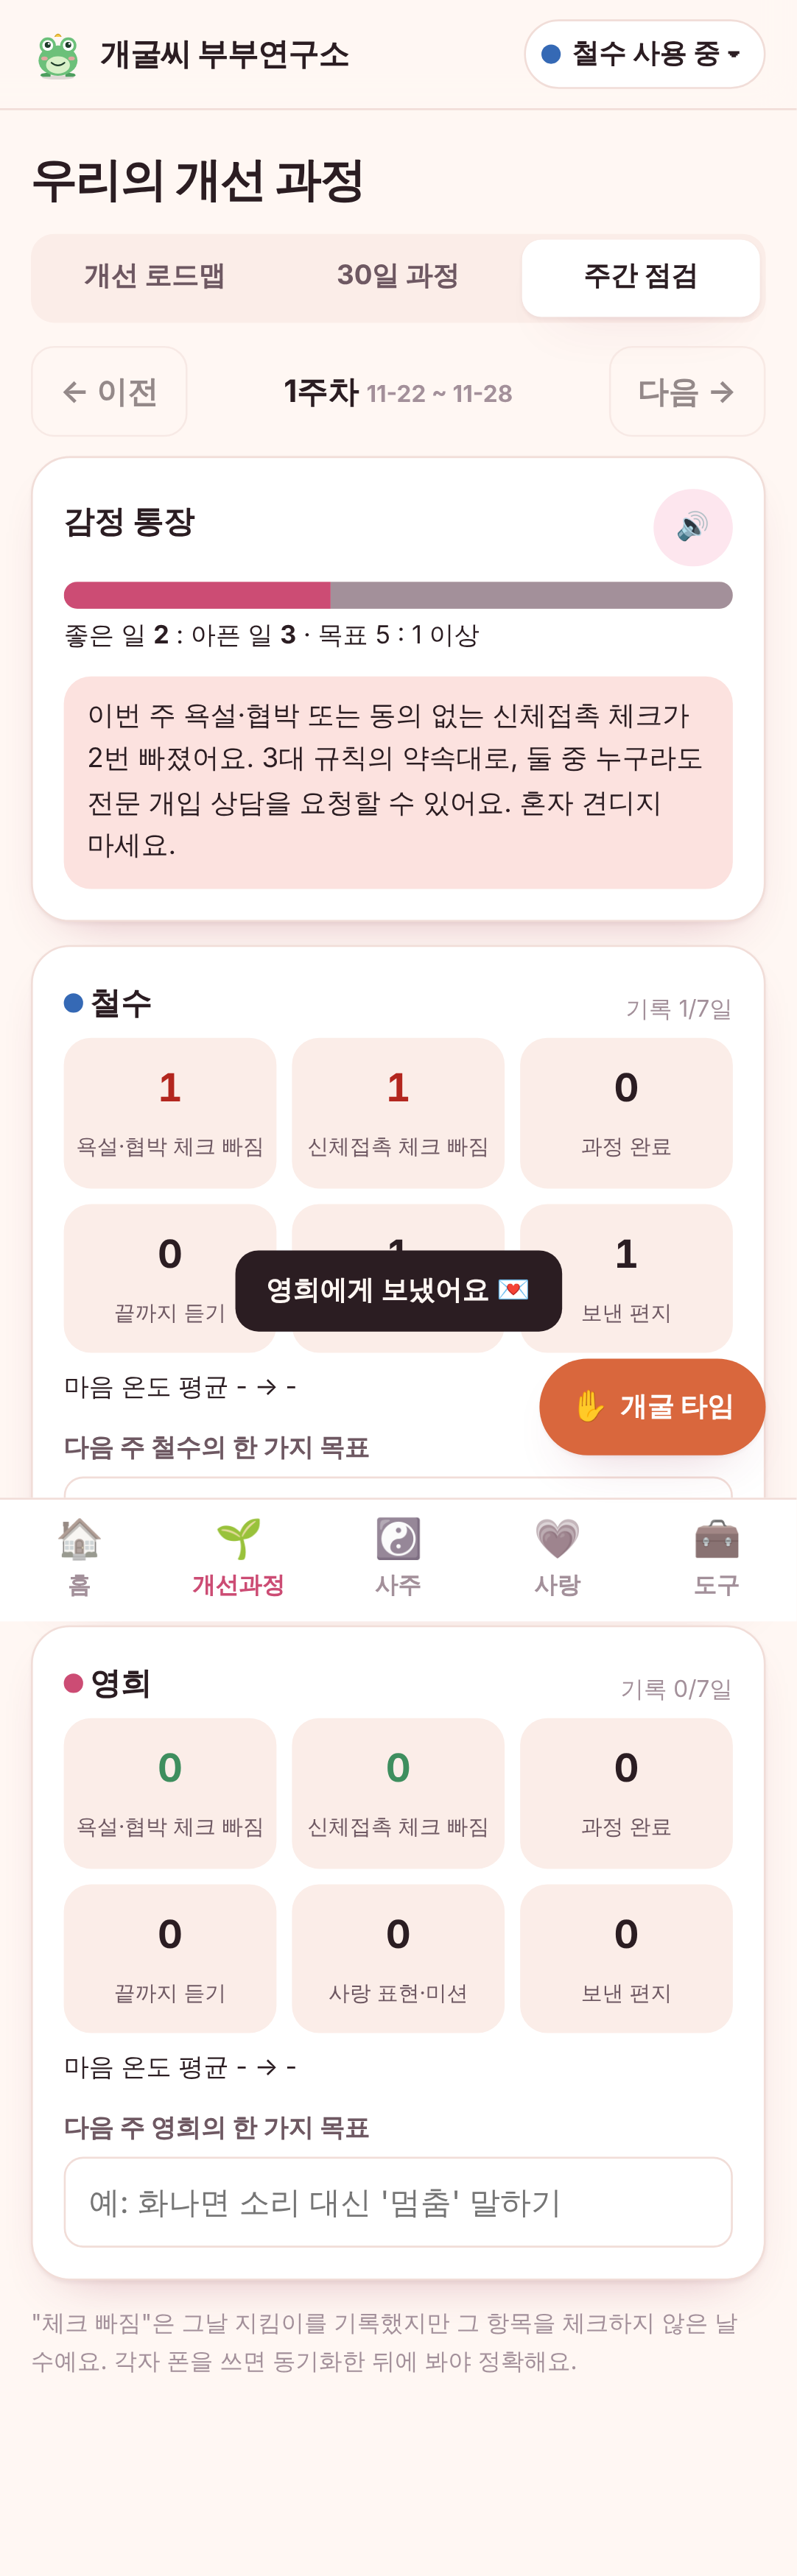 개굴씨 부부연구소
철수 사용 중
우리의 개선 과정
개선 로드맵
30일 과정
주간 점검
← 이전
1주차 11-22 ~ 11-28
다음 →
감정 통장
좋은 일 2 : 아픈 일 3 · 목표 5 : 1 이상
이번 주 욕설·협박 또는 동의 없는 신체접촉 체크가
2번 빠졌어요. 3대 규칙의 약속대로, 둘 중 누구라도
전문 개입 상담을 요청할 수 있어요. 혼자 견디지
마세요.
철수
기록 1/7일
1
욕설·협박 체크 빠짐
1
신체접촉 체크 빠짐
0
과정 완료
0
끝까지 듣기
1
보낸 편지
영희에게 보냈어요 💌
마음 온도 평균 - → -
✋ 개굴 타임
다음 주 철수의 한 가지 목표
홈
개선과정
사주
사랑
도구
영희
기록 0/7일
0
욕설·협박 체크 빠짐
0
신체접촉 체크 빠짐
0
과정 완료
0
끝까지 듣기
0
사랑 표현·미션
0
보낸 편지
마음 온도 평균 - → -
다음 주 영희의 한 가지 목표
예: 화나면 소리 대신 '멈춤' 말하기
"체크 빠짐"은 그날 지킴이를 기록했지만 그 항목을 체크하지 않은 날
수예요. 각자 폰을 쓰면 동기화한 뒤에 봐야 정확해요.